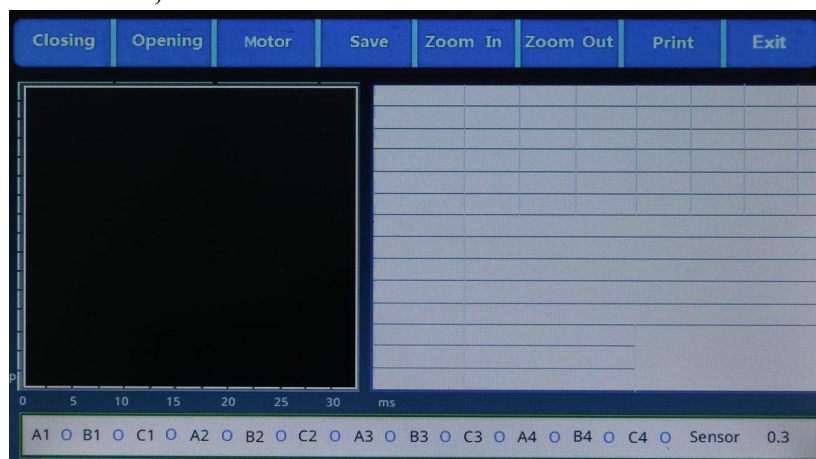 Closing Opening Motor Save Zoom In Zoom Out Print Exit
p
0 5 10 15 20 25 30 ms
A1 O B1 O C1 O A2 O B2 O C2 O A3 O B3 O C3 O A4 O B4 O C4 O Sensor 0.3